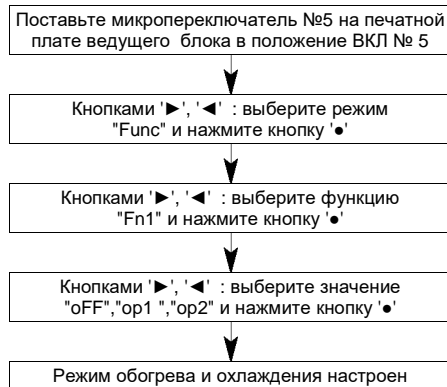 Поставьте микропереключатель №5 на печатной
плате ведущего блока в положение ВКЛ № 5
Кнопками '►', '◄' : выберите режим
"Func" и нажмите кнопку '●'
Кнопками '►', '◄' : выберите функцию
"Fn1" и нажмите кнопку '●'
Кнопками '►', '◄' : выберите значение
"oFF","op1 ","op2" и нажмите кнопку '●'
Режим обогрева и охлаждения настроен